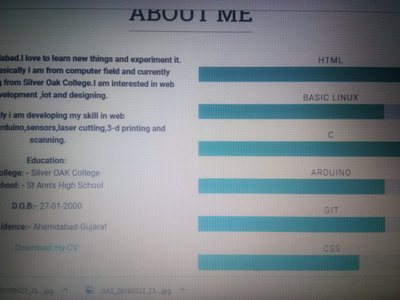 ABOUT ME
dabad.I love to learn new things and experiment it.
asically i am from computer field and currently
g from Silver Oak College.I am interested in web
velopment ,iot and designing.
ly i am developing my skill in web
rduino,sensors,laser cutting,3-d printing and
scanning.
Education:
ollege: - Silver OAK College
chool: - St Ann's High School
D.O.B:- 27-01-2000
idence:- Ahemdabad-Gujarat
Download my CV
HTML
BASIC LINUX
C
ARDUINO
GIT
CSS
20190323_23....jpg
IMG_20190323_23....jpg